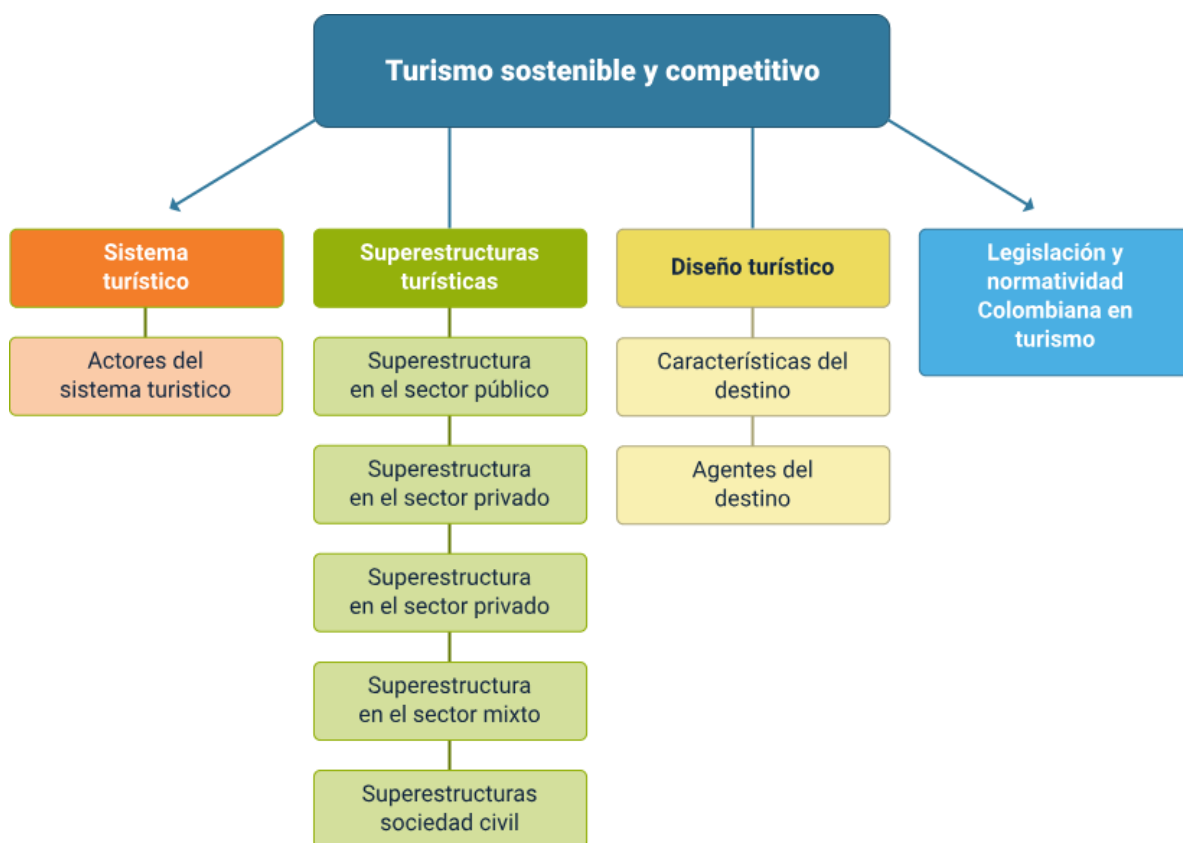 Turismo sostenible y competitivo
Sistema
turístico
Actores del
sistema turistico
Superestructuras
turísticas
Superestructura
en el sector público
Superestructura
en el sector privado
Superestructura
en el sector privado
Superestructura
en el sector mixto
Superestructuras
sociedad civil
Diseño turístico
Características del
destino
Agentes del
destino
Legislación y
normatividad
Colombiana en
turismo